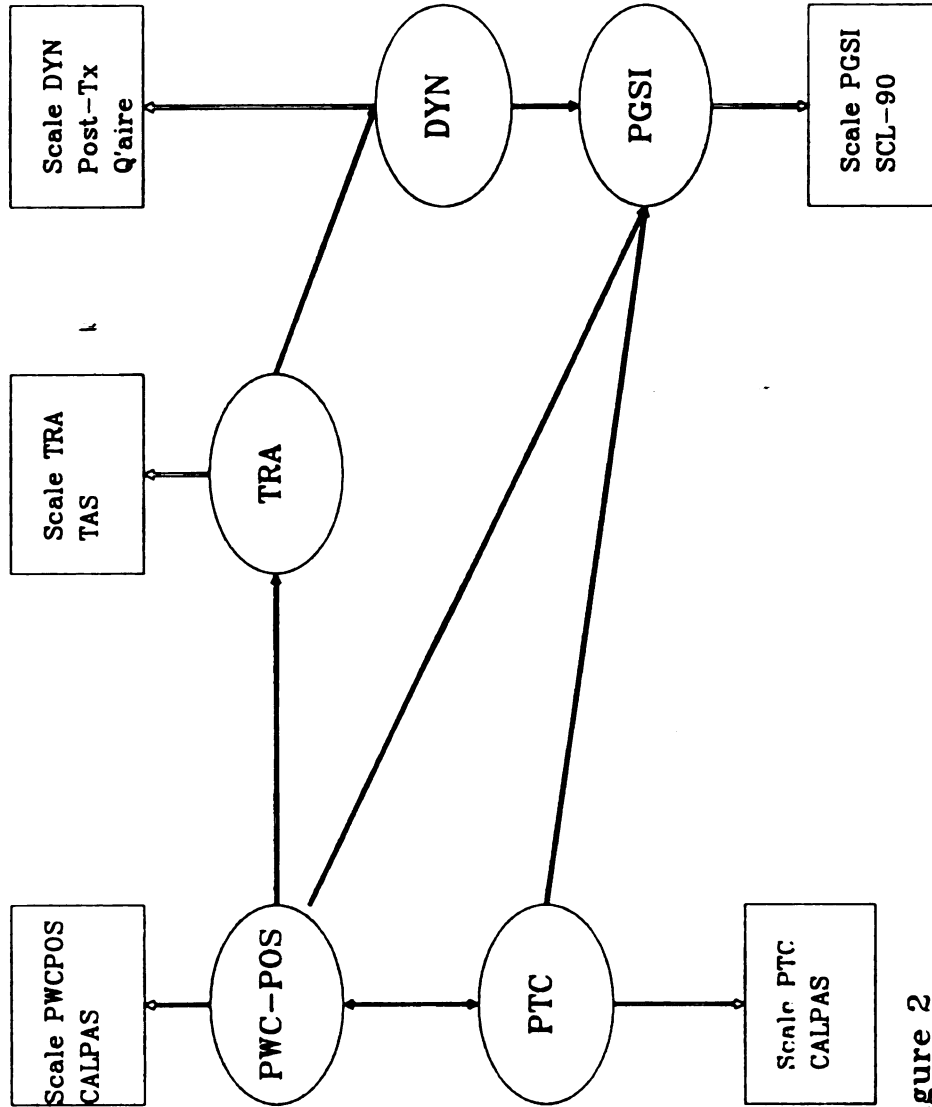 Scale PWCPOS
CALPAS
PWC-POS
PTC
Scale PTC
CALPAS
Scale TRA
TAS
TRA
Scale DYN
Post-Tx
Q'aire
DYN
PGSI
Scale PGSI
SCL-90
gure 2